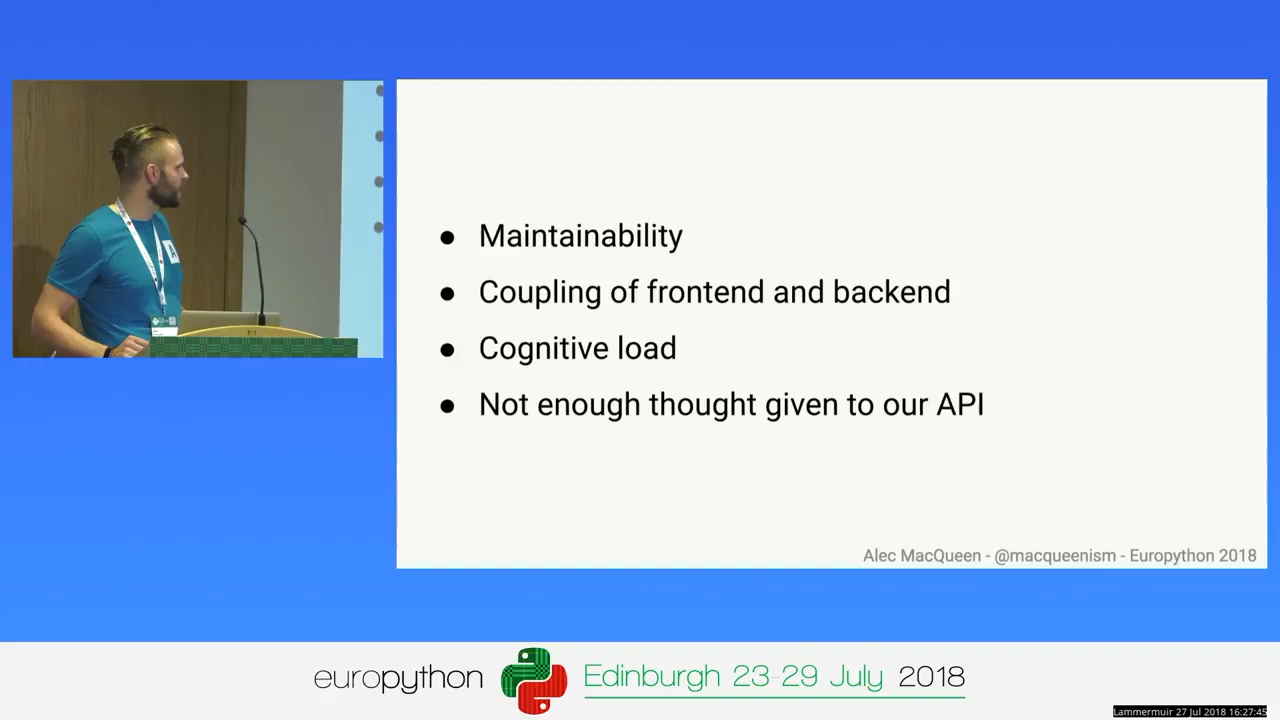 ● Maintainability
● Coupling of frontend and backend
● Cognitive load
● Not enough thought given to our API
Alec MacQueen - @macqueenism - Europython 2018
europython Edinburgh 23-29 July 2018
Lammermuir 27 Jul 2018 16:27:45